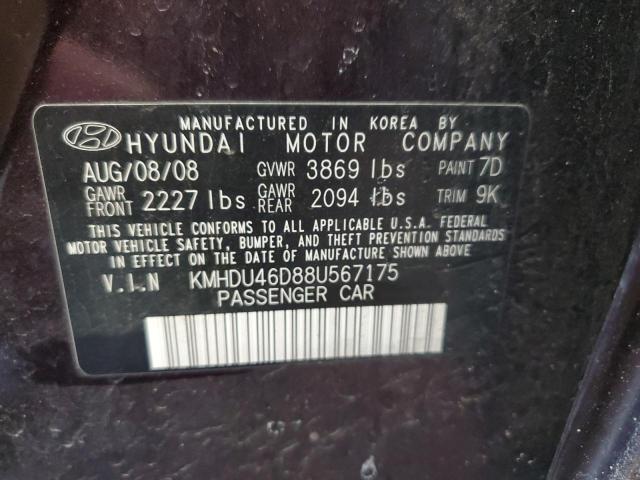 MANUFACTURED IN KOREA BY
HYUNDAI MOTOR COMPANY
AUG/08/08 GVWR 3869 lbs PAINT 7D
GAWR FRONT 2227 lbs GAWR REAR 2094 lbs TRIM 9K
THIS VEHICLE CONFORMS TO ALL APPLICABLE U.S.A. FEDERAL
MOTOR VEHICLE SAFETY, BUMPER, AND THEFT PREVENTION STANDARDS
IN EFFECT ON THE DATE OF MANUFACTURE SHOWN ABOVE.
V.I.N KMHDU46D88U567175
PASSENGER CAR